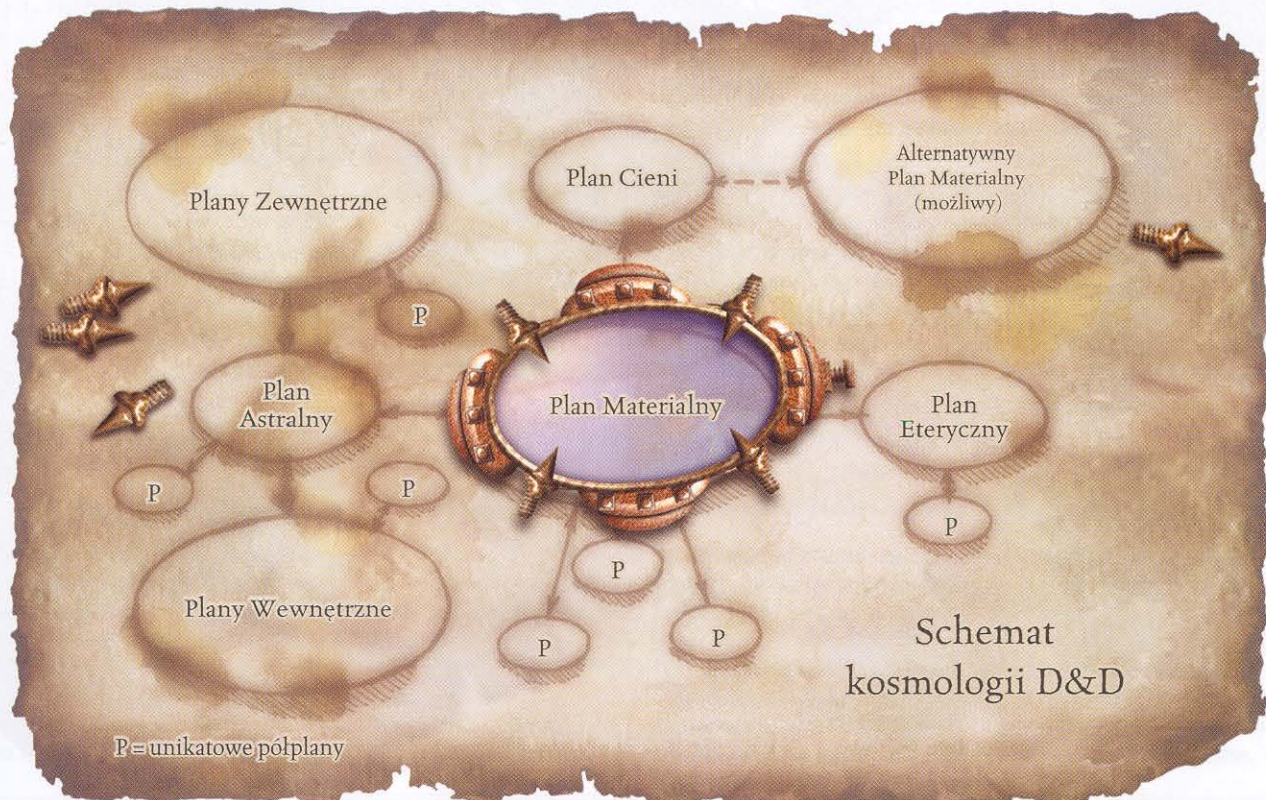 Plany Zewnętrzne
Plan Cieni
Alternatywny
Plan Materialny
(możliwy)
P
Plan
Astralny
Plan Materialny
Plan
Eteryczny
P
P
P
P
Plany Wewnętrzne
P
P
Schemat
kosmologii D&D
P = unikatowe półplany